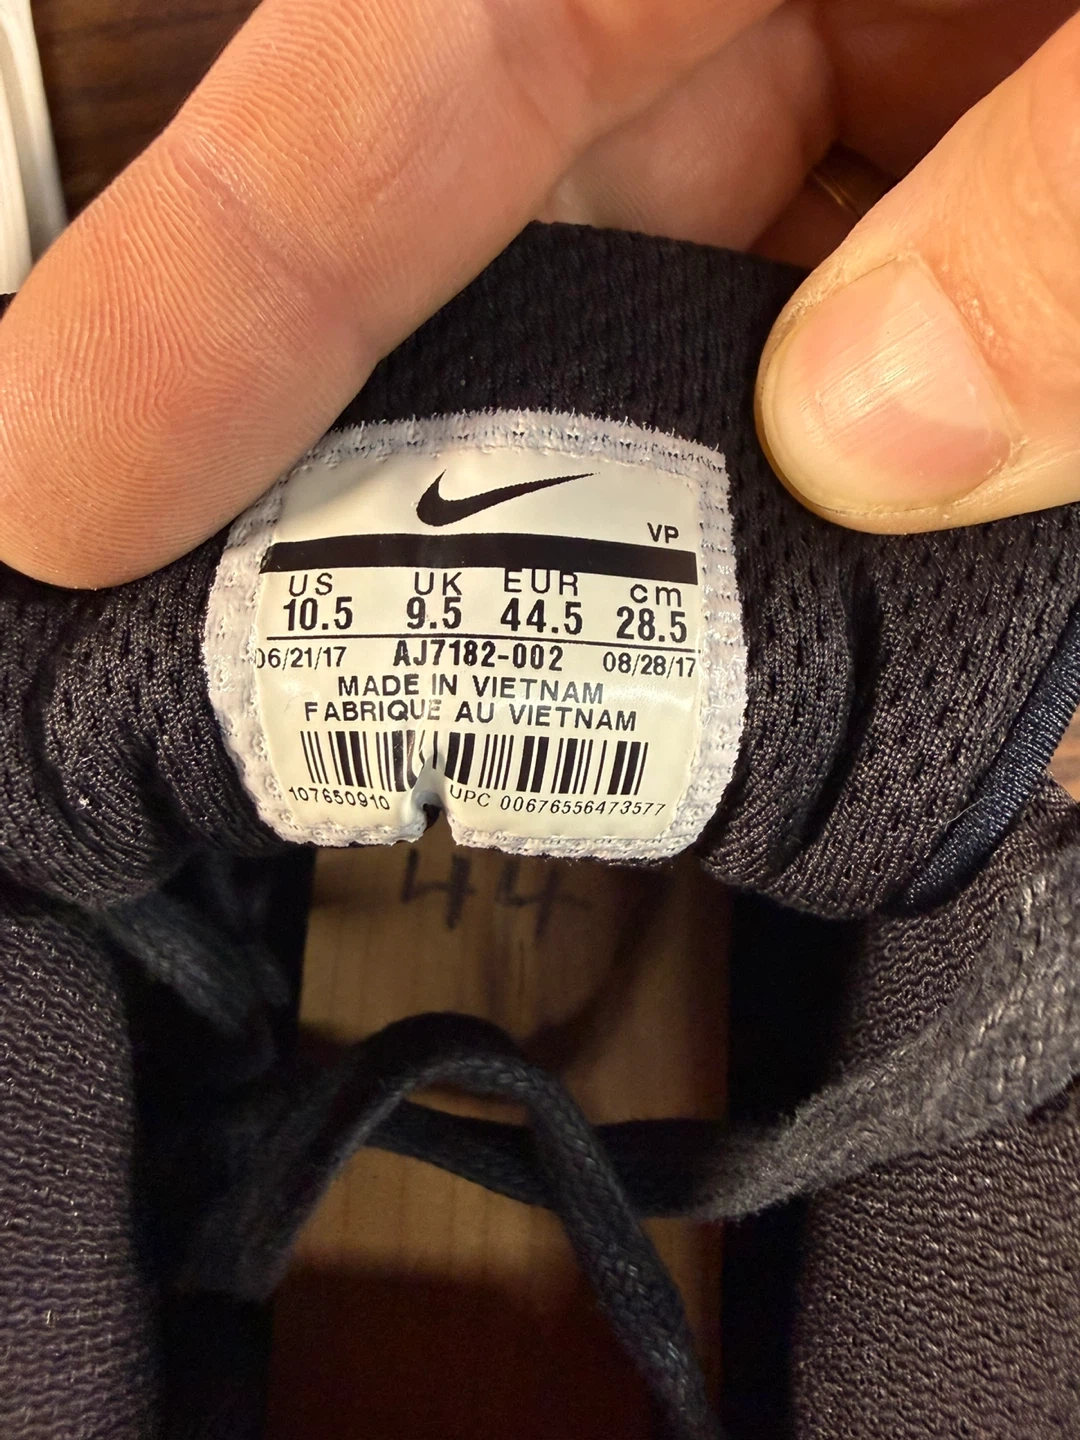 VP
US UK EUR cm
10.5 9.5 44.5 28.5
06/21/17 AJ7182-002 08/28/17
MADE IN VIETNAM
FABRIQUE AU VIETNAM
107650910 UPC 00676556473577
44